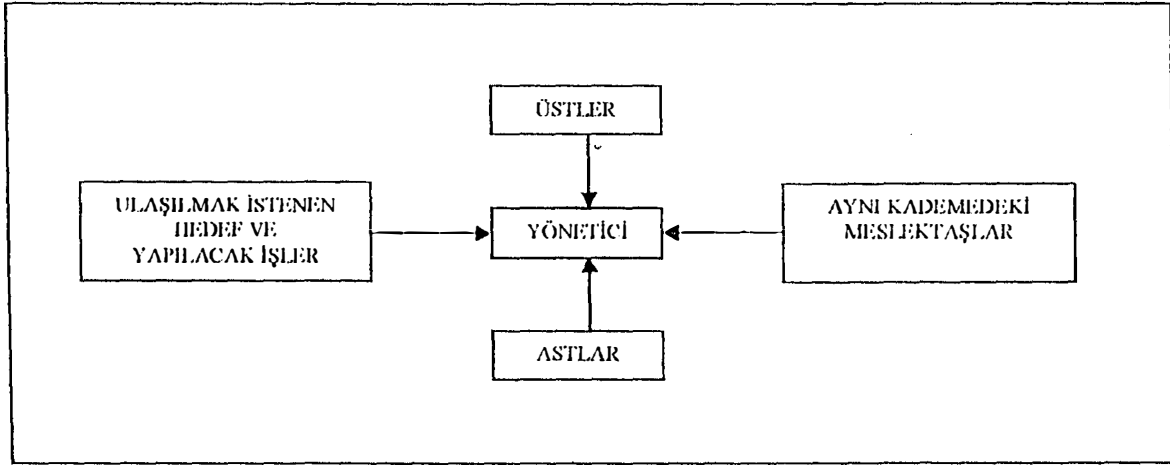 ÜSTLER
ULAŞILMAK İSTENEN
HEDEF VE
YAPILACAK İŞLER
YÖNETİCİ
AYNI KADEMEDEKİ
MESLEKTAŞLAR
ASTLAR